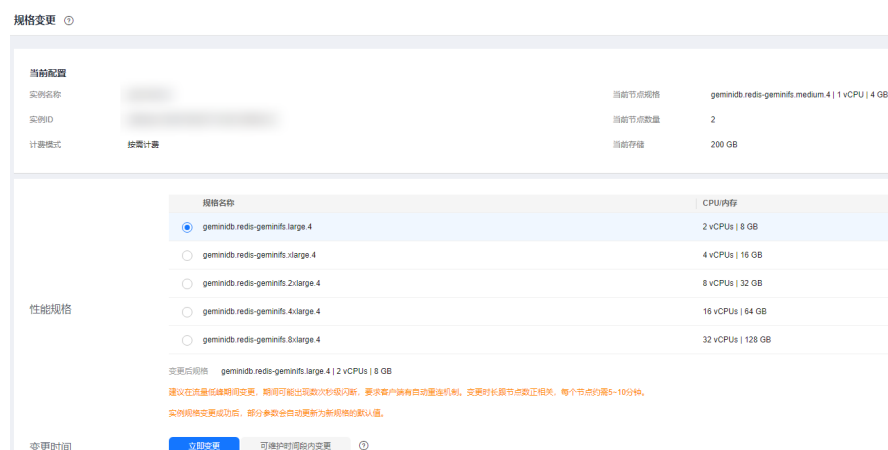 规格变更
当前配置
实例名称
当前节点规格 geminidb.redis-geminifs.medium.4 | 1 vCPU | 4 GB
实例ID
当前节点数量 2
计费模式 按需计费
当前存储 200 GB
规格名称 CPU/内存
geminidb.redis-geminifs.large.4 2 vCPUs | 8 GB
geminidb.redis-geminifs.xlarge.4 4 vCPUs | 16 GB
geminidb.redis-geminifs.2xlarge.4 8 vCPUs | 32 GB
性能规格
geminidb.redis-geminifs.4xlarge.4 16 vCPUs | 64 GB
geminidb.redis-geminifs.8xlarge.4 32 vCPUs | 128 GB
变更后规格 geminidb.redis-geminifs.large.4 | 2 vCPUs | 8 GB
建议在流量低峰期间变更，期间可能出现数次秒级闪断，要求客户端有自动重连机制。变更时长跟节点数正相关，每个节点约需5~10分钟。
实例规格变更成功后，部分参数会自动更新为新规格的默认值。
变更时间 立即变更 可维护时间段内变更